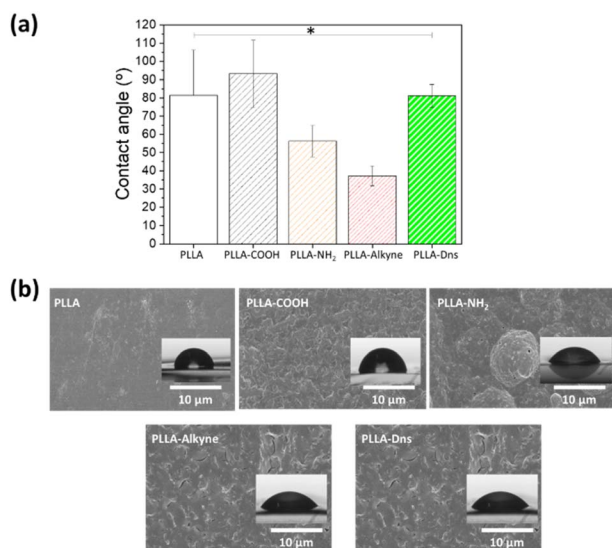 (a)
*
Contact angle (º)
120
110
100
90
80
70
60
50
40
30
20
10
0
PLLA PLLA-COOH PLLA-NH₂ PLLA-Alkyne PLLA-Dns
(b)
PLLA PLLA-COOH PLLA-NH₂
10 µm 10 µm 10 µm
PLLA-Alkyne PLLA-Dns
10 µm 10 µm